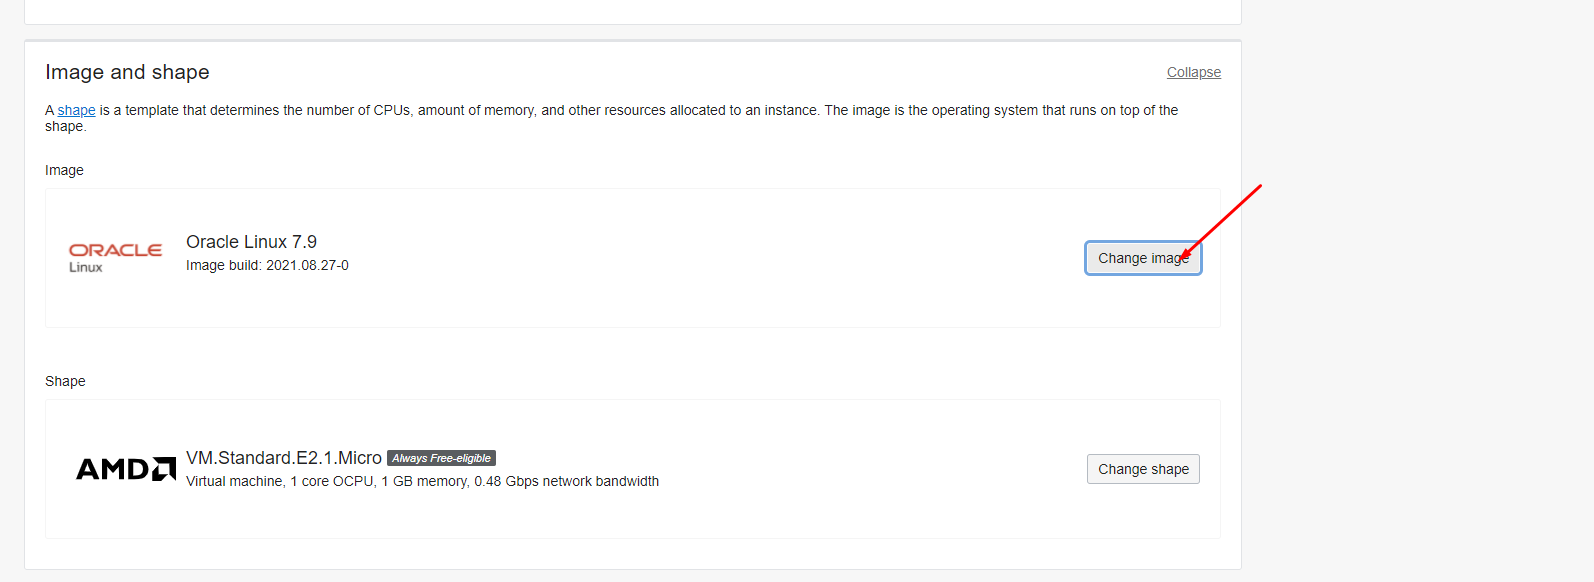 Image and shape
Collapse
A shape is a template that determines the number of CPUs, amount of memory, and other resources allocated to an instance. The image is the operating system that runs on top of the
shape.
Image
ORACLE
Linux
Oracle Linux 7.9
Image build: 2021.08.27-0
Change image
Shape
AMD
VM.Standard.E2.1.Micro Always Free-eligible
Virtual machine, 1 core OCPU, 1 GB memory, 0.48 Gbps network bandwidth
Change shape